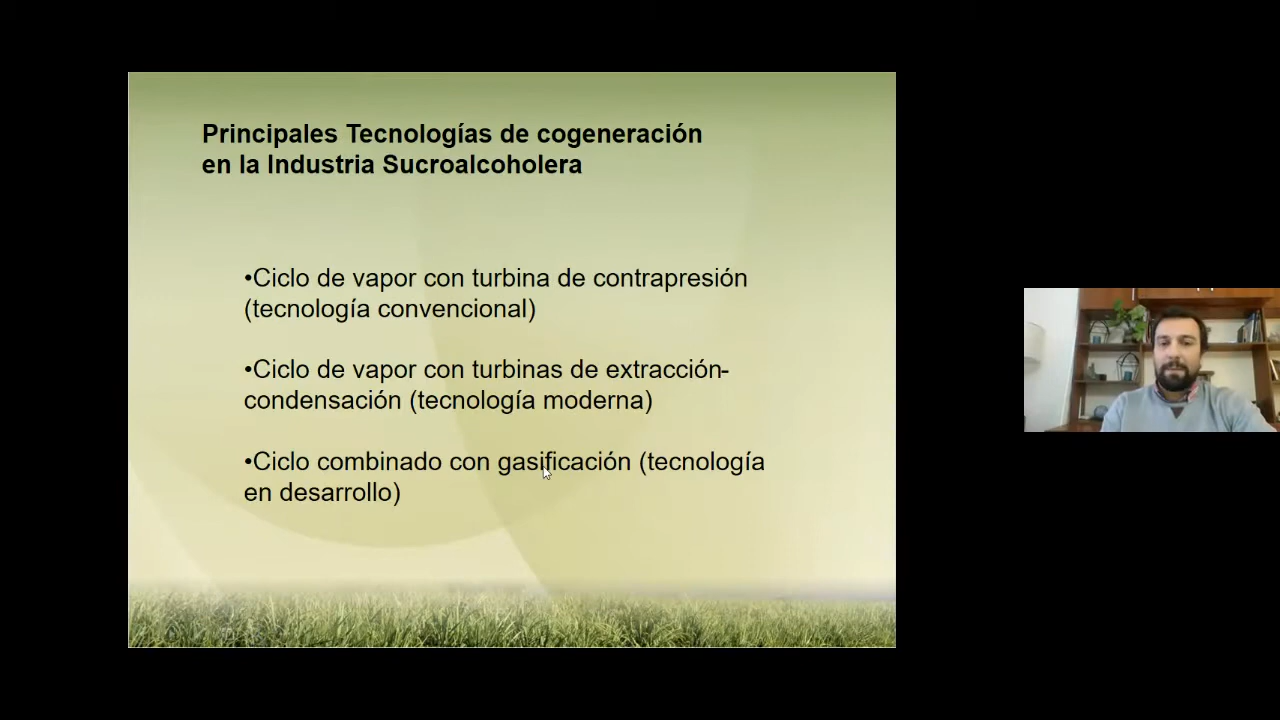 Principales Tecnologías de cogeneración
en la Industria Sucroalcoholera
•Ciclo de vapor con turbina de contrapresión
(tecnología convencional)
•Ciclo de vapor con turbinas de extracción-
condensación (tecnología moderna)
•Ciclo combinado con gasificación (tecnología
en desarrollo)